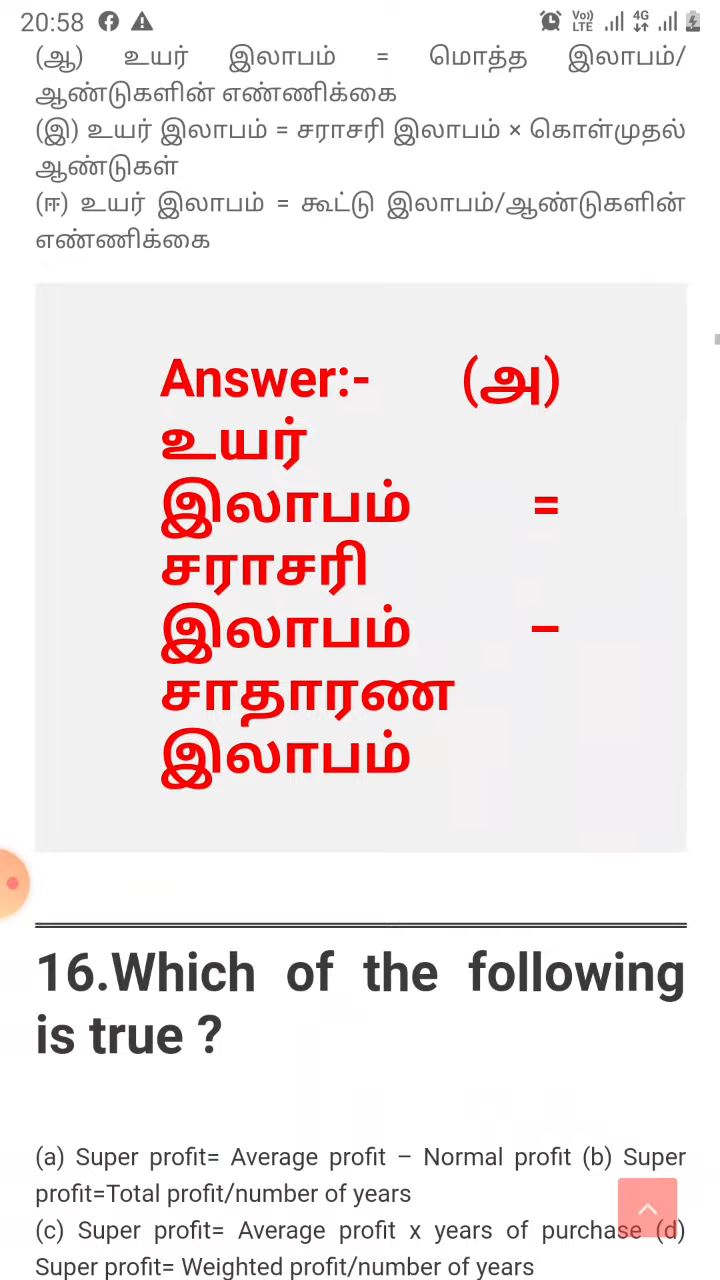 20:58
Vo))
LTE
4G
(ஆ) உயர் இலாபம் = மொத்த இலாபம்/
ஆண்டுகளின் எண்ணிக்கை
(இ) உயர் இலாபம் = சராசரி இலாபம் × கொள்முதல்
ஆண்டுகள்
(ஈ) உயர் இலாபம் = கூட்டு இலாபம்/ஆண்டுகளின்
எண்ணிக்கை
Answer:- (அ)
உயர்
இலாபம் =
சராசரி
இலாபம் –
சாதாரண
இலாபம்
16.Which of the following
is true ?
(a) Super profit= Average profit – Normal profit (b) Super
profit=Total profit/number of years
(c) Super profit= Average profit x years of purchase (d)
Super profit= Weighted profit/number of years